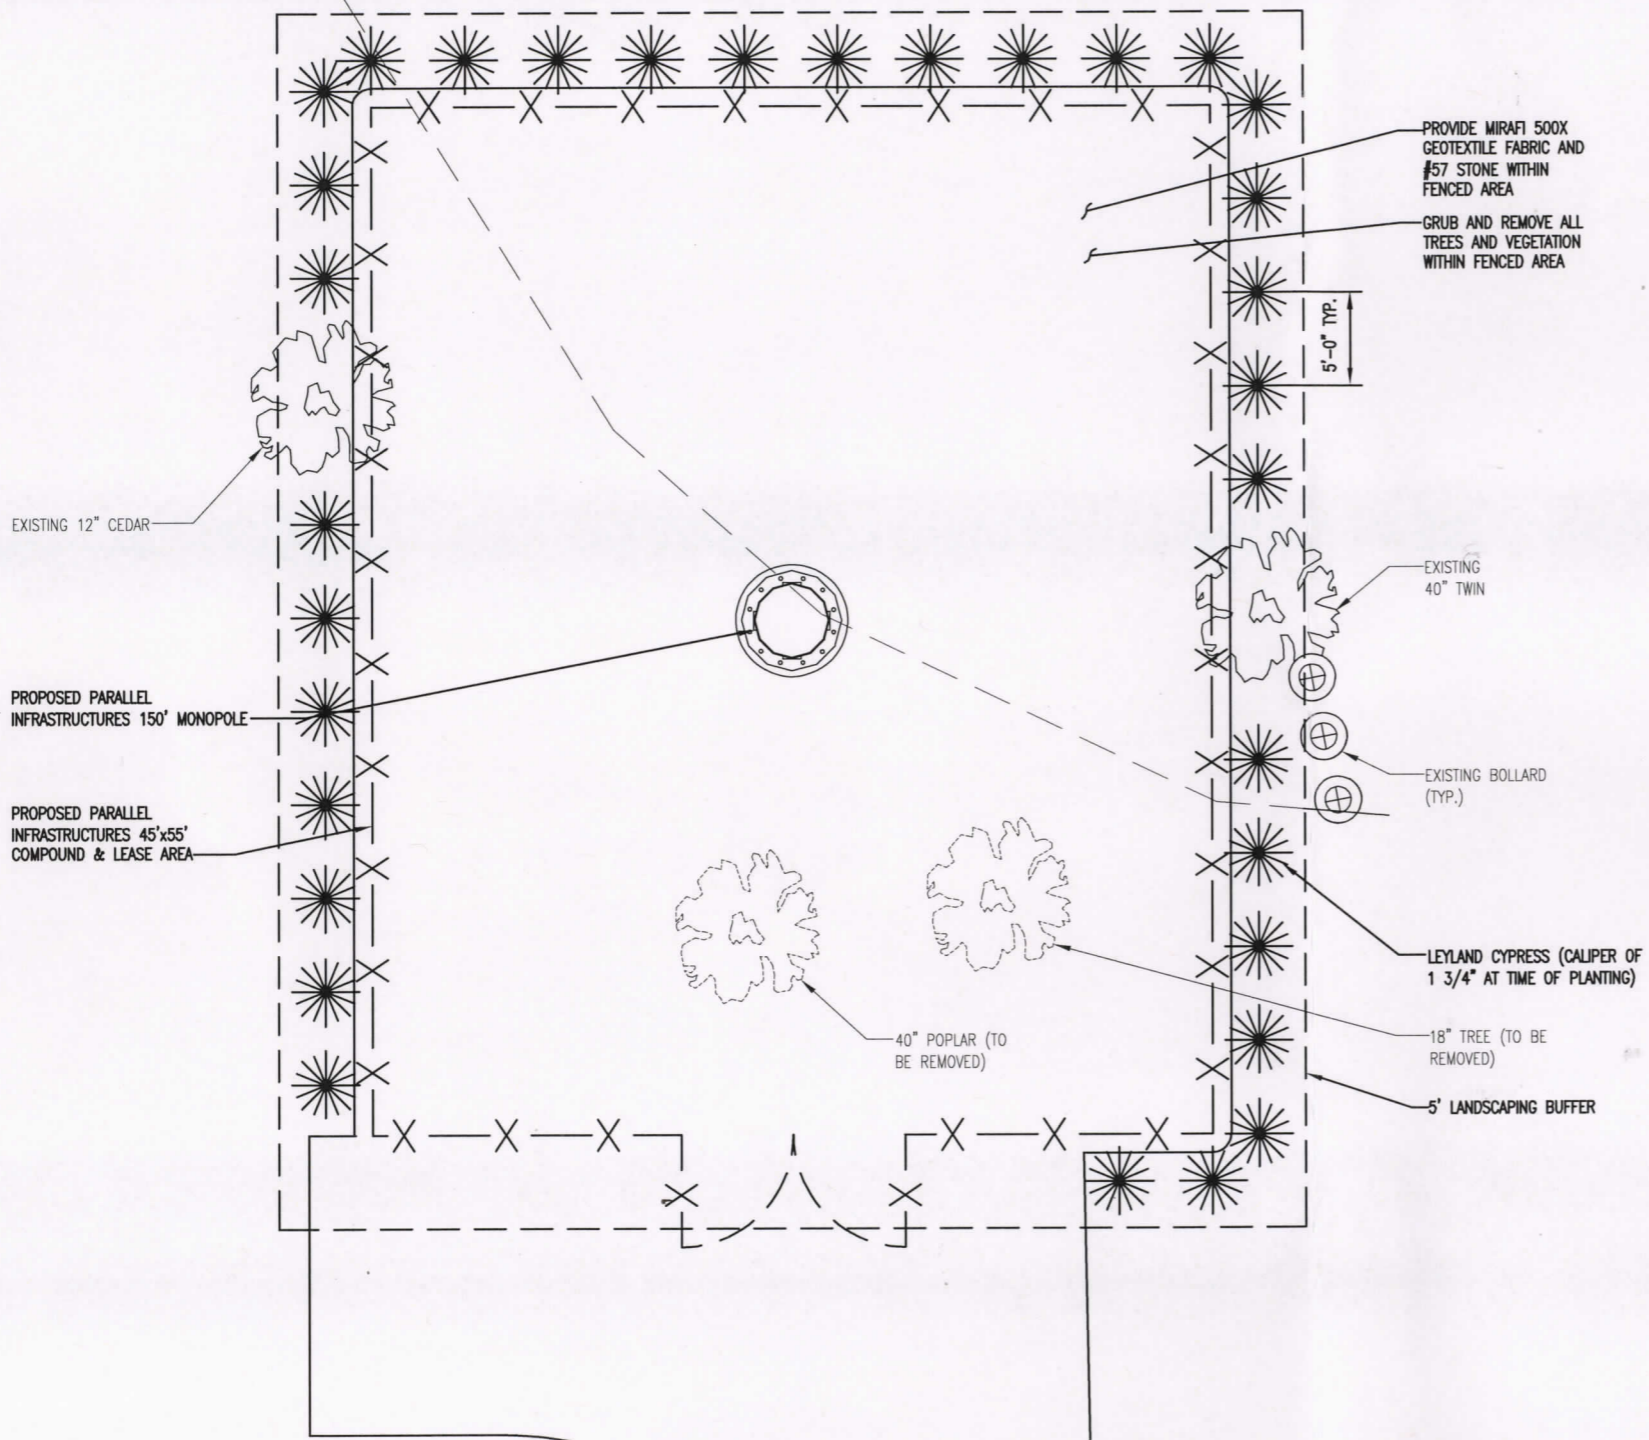 PROVIDE MIRAFI 500X
GEOTEXTILE FABRIC AND
#57 STONE WITHIN
FENCED AREA
GRUB AND REMOVE ALL
TREES AND VEGETATION
WITHIN FENCED AREA
5'-0" TYP.
EXISTING 12" CEDAR
EXISTING
40" TWIN
PROPOSED PARALLEL
INFRASTRUCTURES 150' MONOPOLE
EXISTING BOLLARD
(TYP.)
PROPOSED PARALLEL
INFRASTRUCTURES 45'x55'
COMPOUND & LEASE AREA
LEYLAND CYPRESS (CALIPER OF
1 3/4" AT TIME OF PLANTING)
40" POPLAR (TO
BE REMOVED)
18" TREE (TO BE
REMOVED)
5' LANDSCAPING BUFFER